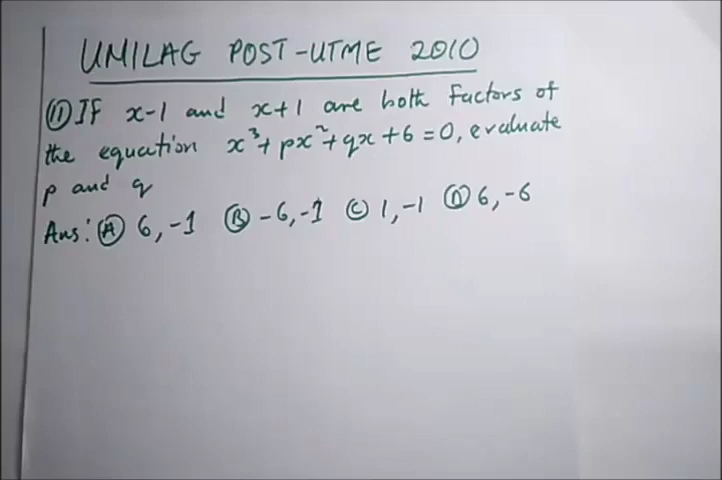 UNILAG POST-UTME 2010
⑪ If x-1 and x+1 are both factors of
the equation x³+px²+qx+6=0, evaluate
p and q
Ans: Ⓐ 6,-1 Ⓑ -6,-1 Ⓒ 1,-1 Ⓓ 6,-6